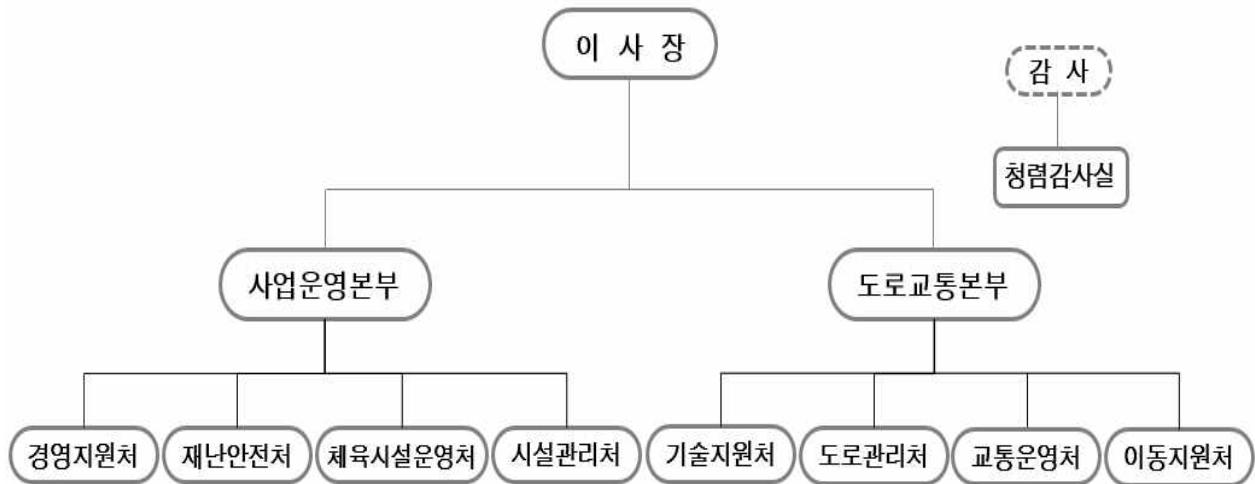 이 사 장
감 사
청렴감사실
사업운영본부
도로교통본부
경영지원처
재난안전처
체육시설운영처
시설관리처
기술지원처
도로관리처
교통운영처
이동지원처